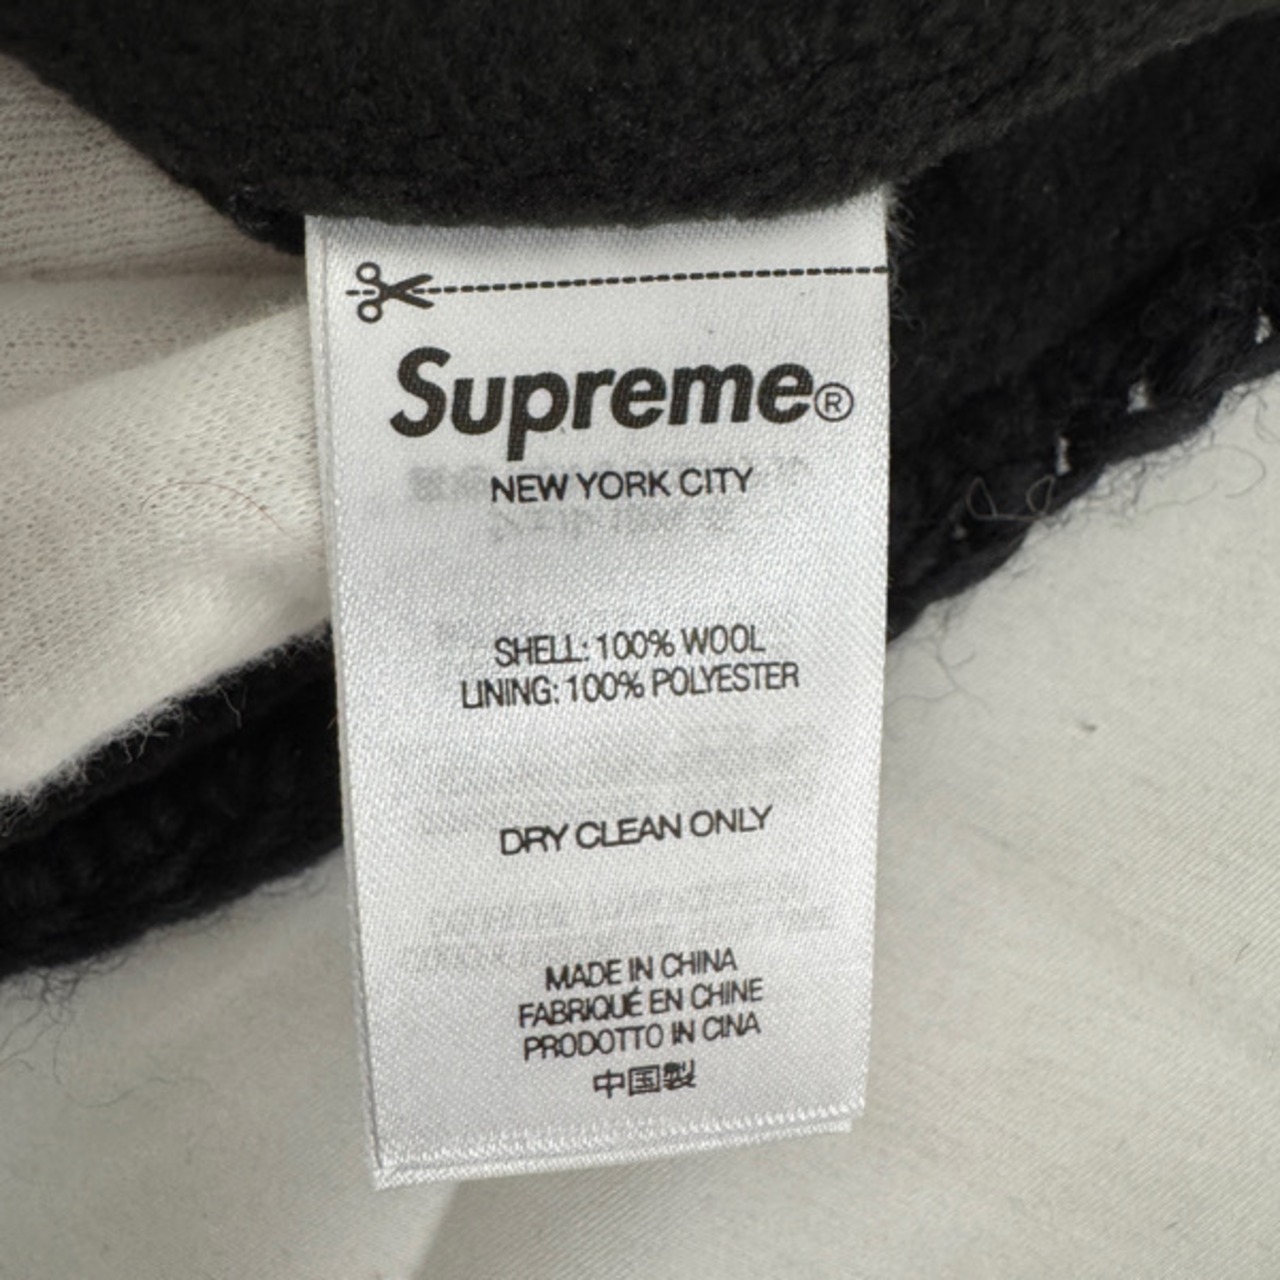 Supreme®
NEW YORK CITY
SHELL: 100% WOOL
LINING: 100% POLYESTER
DRY CLEAN ONLY
MADE IN CHINA
FABRIQUÉ EN CHINE
PRODOTTO IN CINA
中国製